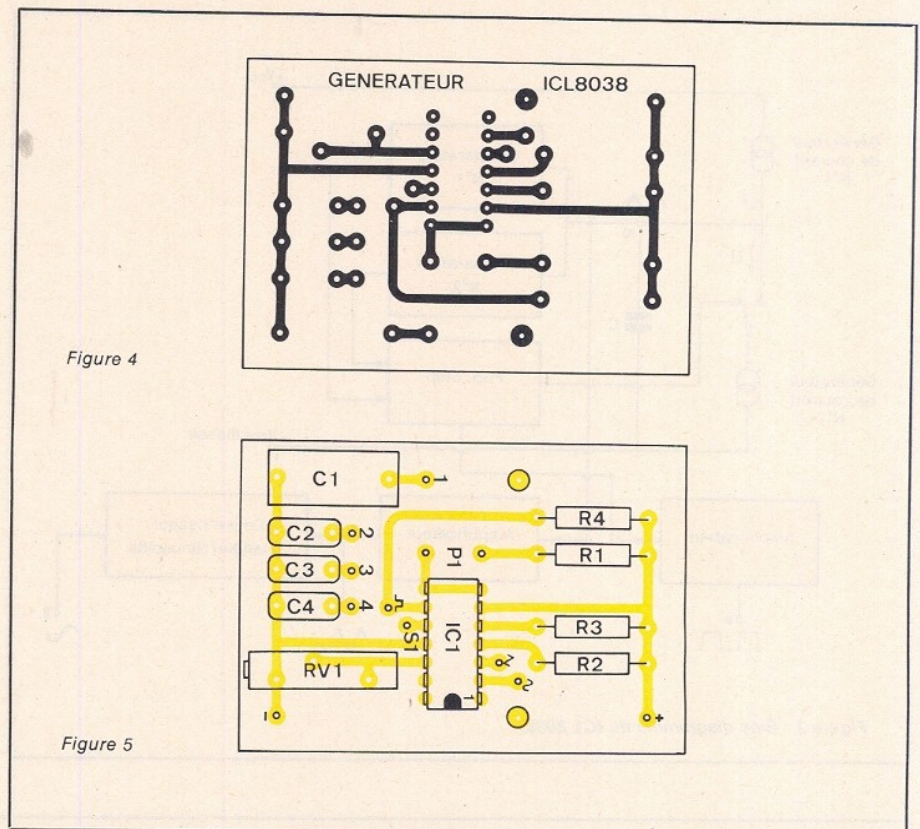 GENERATEUR ICL8038
Figure 4
C1 1
C2 2
C3 3
C4 4
R4
R1
P1
S1
IC1
R3
R2
RV1
1
-
+
Figure 5